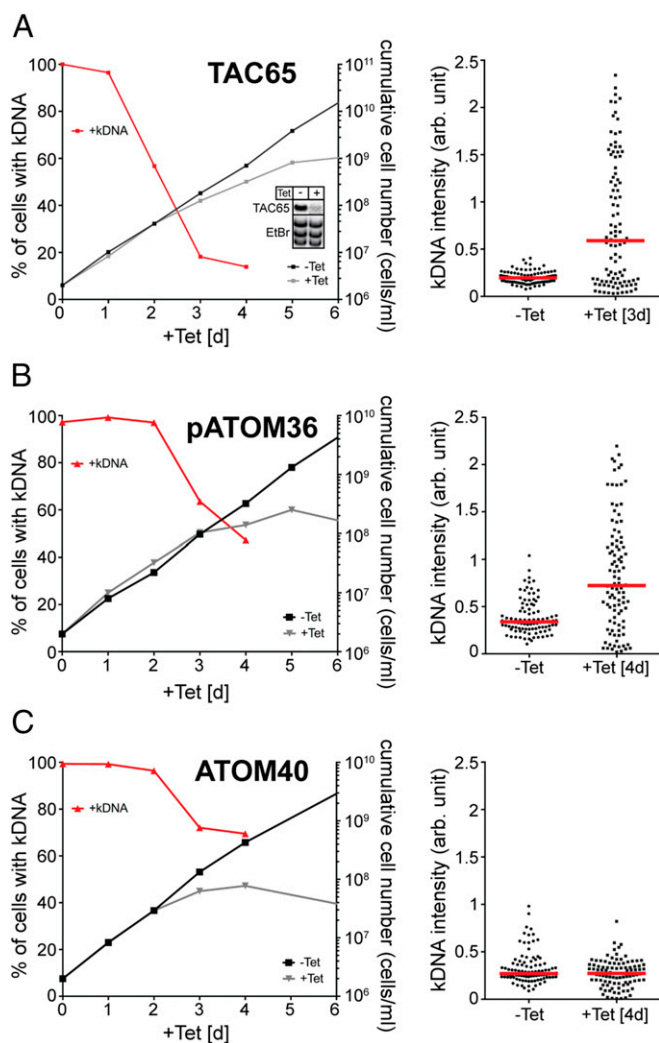 A
TAC65
% of cells with kDNA
100
80
60
40
20
0
+kDNA
Tet - +
TAC65
EtBr
-Tet
+Tet
0 1 2 3 4 5 6
+Tet [d]
10¹¹
10¹⁰
10⁹
10⁸
10⁷
10⁶
cumulative cell number (cells/ml)
kDNA intensity (arb. unit)
2.5
2
1.5
1
0.5
0
-Tet +Tet [3d]
B
pATOM36
% of cells with kDNA
100
80
60
40
20
0
+kDNA
-Tet
+Tet
0 1 2 3 4 5 6
+Tet [d]
10¹⁰
10⁹
10⁸
10⁷
10⁶
cumulative cell number (cells/ml)
kDNA intensity (arb. unit)
2.5
2
1.5
1
0.5
0
-Tet +Tet [4d]
C
ATOM40
% of cells with kDNA
100
80
60
40
20
0
+kDNA
-Tet
+Tet
0 1 2 3 4 5 6
+Tet [d]
10¹⁰
10⁹
10⁸
10⁷
10⁶
cumulative cell number (cells/ml)
kDNA intensity (arb. unit)
2.5
2
1.5
1
0.5
0
-Tet +Tet [4d]